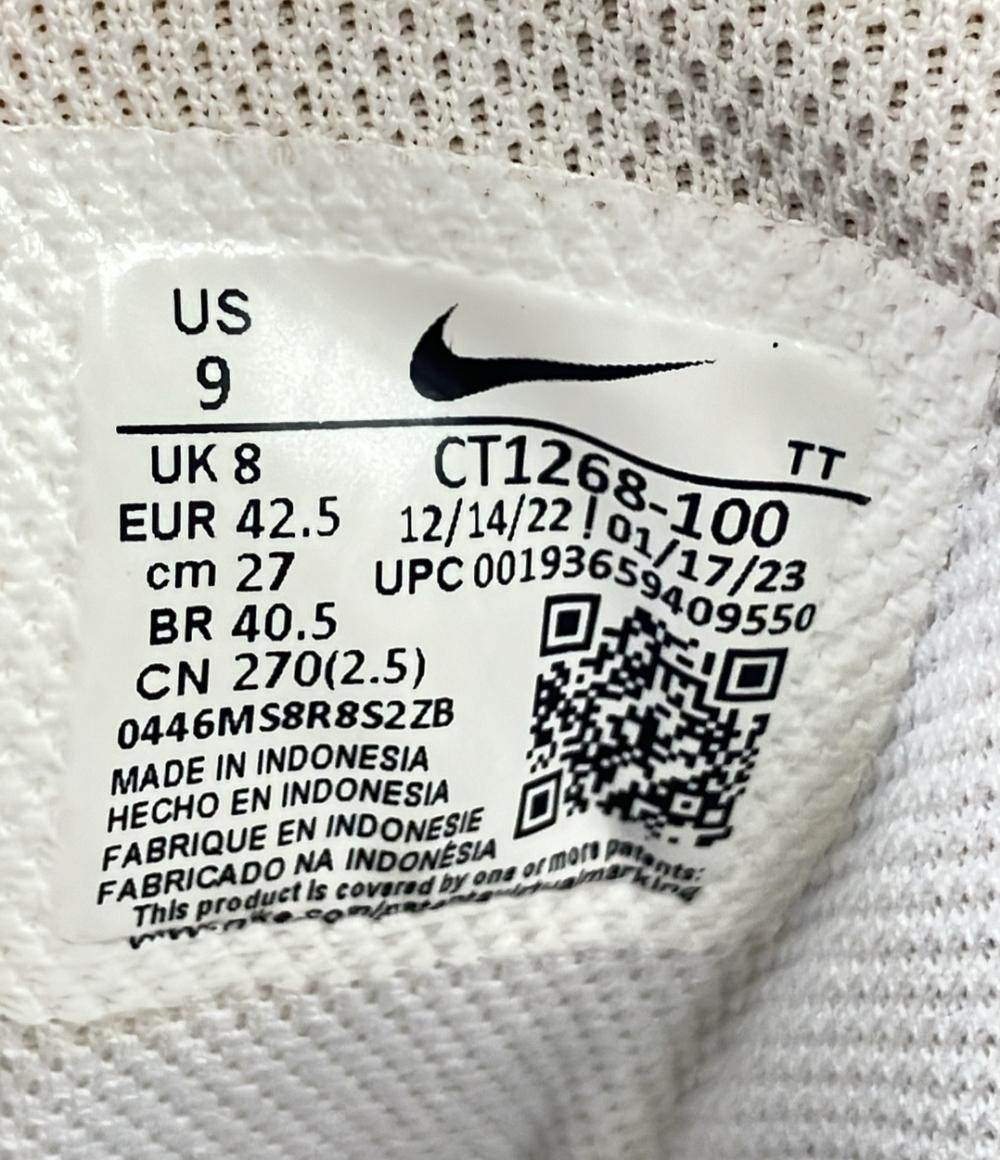 US
9
TT
UK 8
CT1268-100
EUR 42.5
12/14/22 | 01/17/23
cm 27
UPC 00193659409550
BR 40.5
CN 270(2.5)
0446MS8R8S2ZB
MADE IN INDONESIA
HECHO EN INDONESIA
FABRIQUE EN INDONESIE
FABRICADO NA INDONÉSIA
This product is covered by one or more patents: